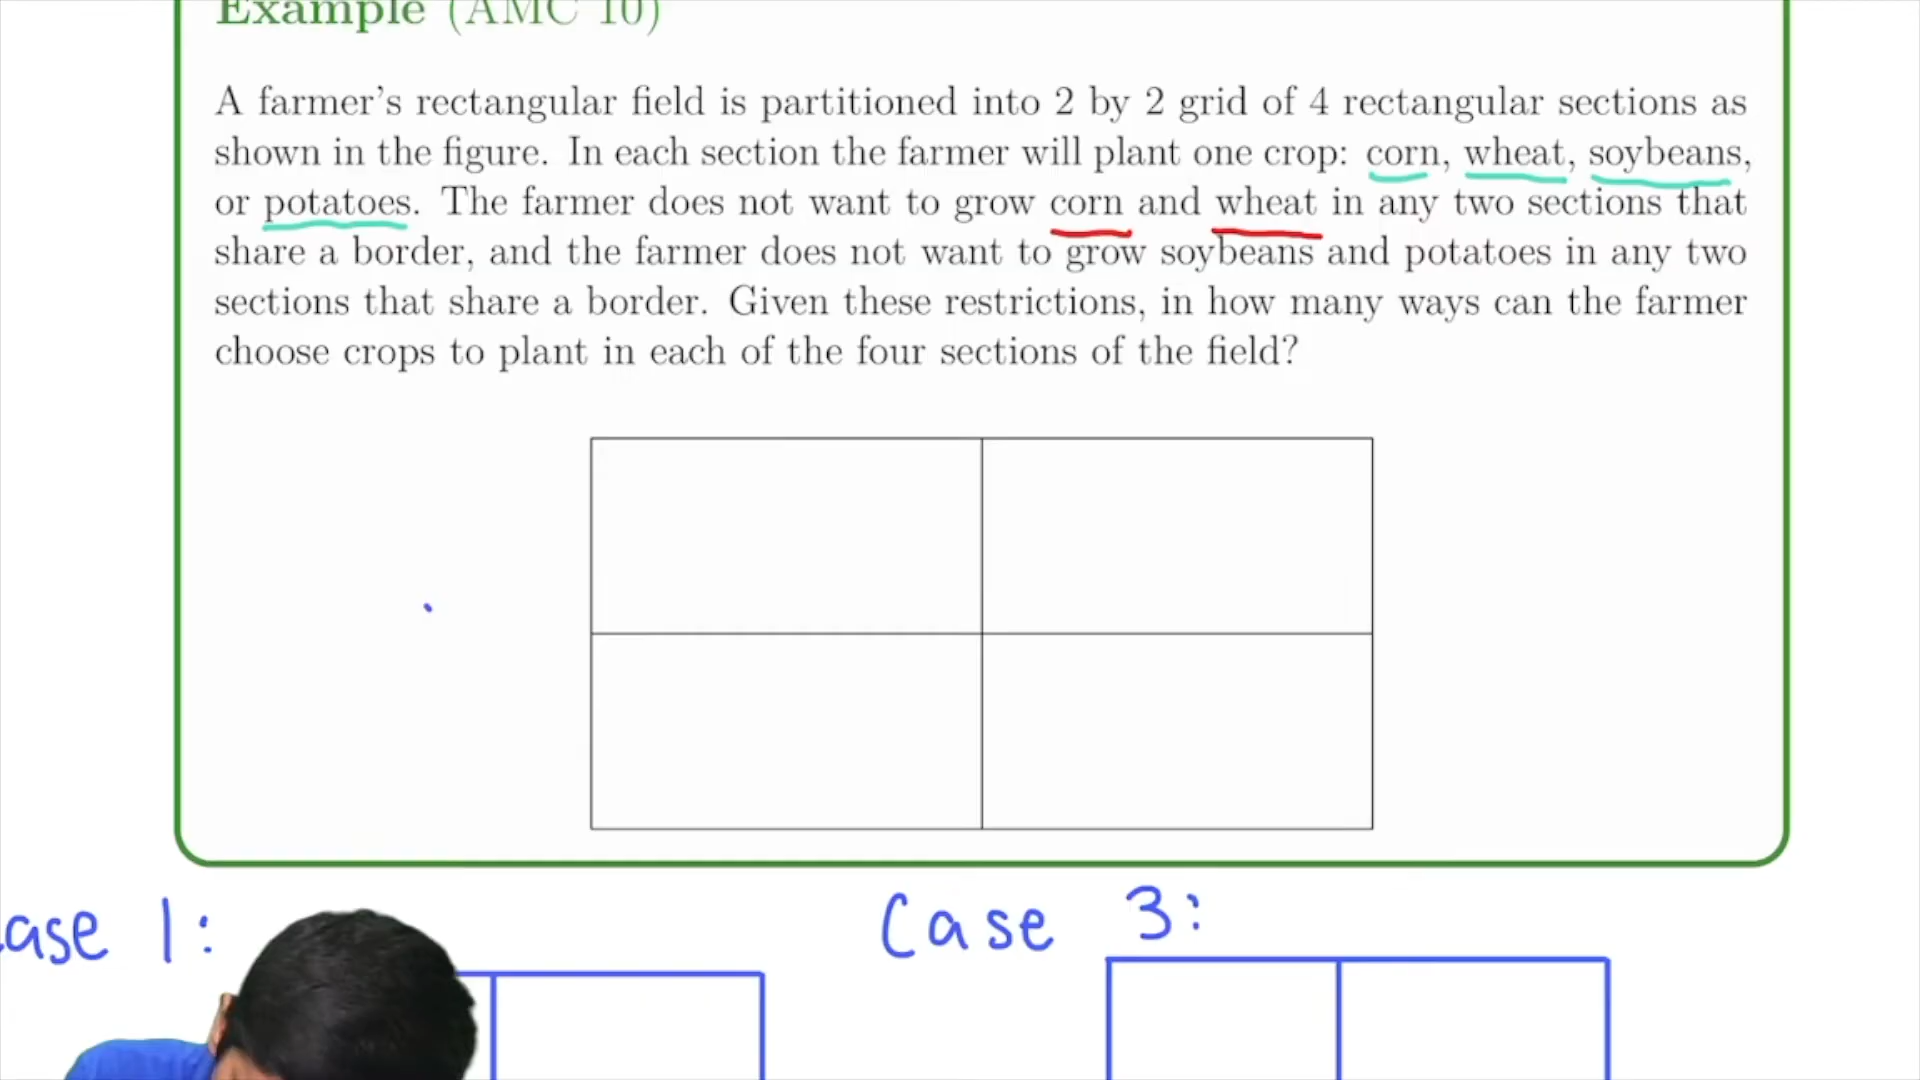 Example (AMC 10)
A farmer's rectangular field is partitioned into 2 by 2 grid of 4 rectangular sections as
shown in the figure. In each section the farmer will plant one crop: corn, wheat, soybeans,
or potatoes. The farmer does not want to grow corn and wheat in any two sections that
share a border, and the farmer does not want to grow soybeans and potatoes in any two
sections that share a border. Given these restrictions, in how many ways can the farmer
choose crops to plant in each of the four sections of the field?
ase 1:
Case 3: